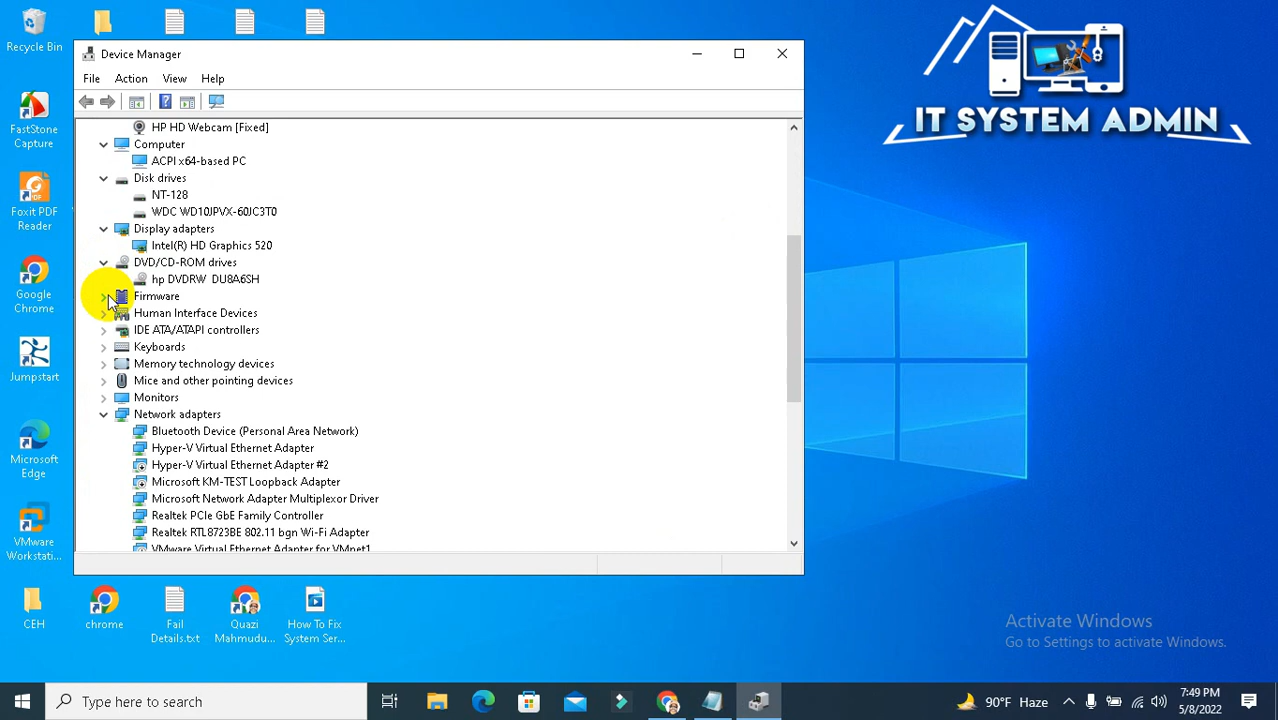 Recycle Bin
Device Manager
File Action View Help
HP HD Webcam [Fixed]
Computer
ACPI x64-based PC
Disk drives
NT-128
WDC WD10JPVX-60JC3T0
Display adapters
Intel(R) HD Graphics 520
DVD/CD-ROM drives
hp DVDRW DU8A6SH
Firmware
Human Interface Devices
IDE ATA/ATAPI controllers
Keyboards
Memory technology devices
Mice and other pointing devices
Monitors
Network adapters
Bluetooth Device (Personal Area Network)
Hyper-V Virtual Ethernet Adapter
Hyper-V Virtual Ethernet Adapter #2
Microsoft KM-TEST Loopback Adapter
Microsoft Network Adapter Multiplexor Driver
Realtek PCIe GbE Family Controller
Realtek RTL8723BE 802.11 bgn Wi-Fi Adapter
VMware Virtual Ethernet Adapter for VMnet1
FastStone
Capture
Foxit PDF
Reader
Google
Chrome
Jumpstart
Microsoft
Edge
VMware
Workstati...
CEH
chrome
Fail
Details.txt
Quazi
Mahmudu...
How To Fix
System Ser...
IT SYSTEM ADMIN
Activate Windows
Go to Settings to activate Windows.
Type here to search
90°F Haze
7:49 PM
5/8/2022